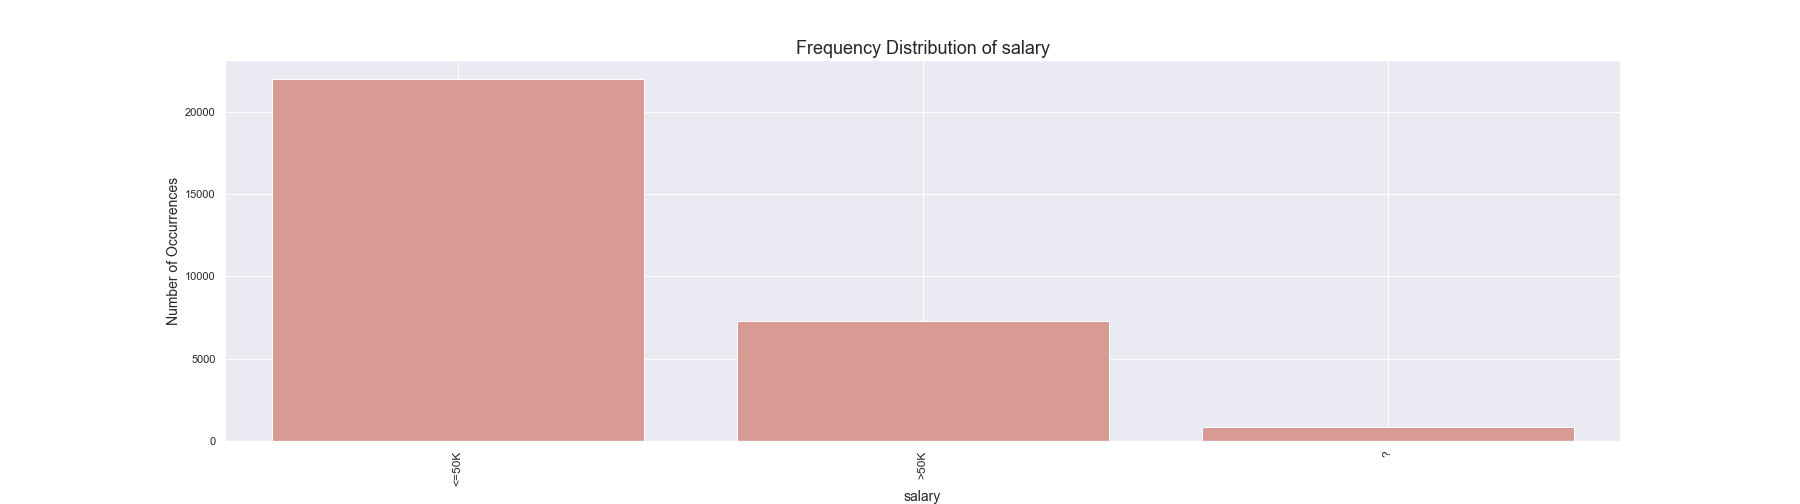 Frequency Distribution of salary
Number of Occurrences
20000
15000
10000
5000
0
<=50K
>50K
?
salary